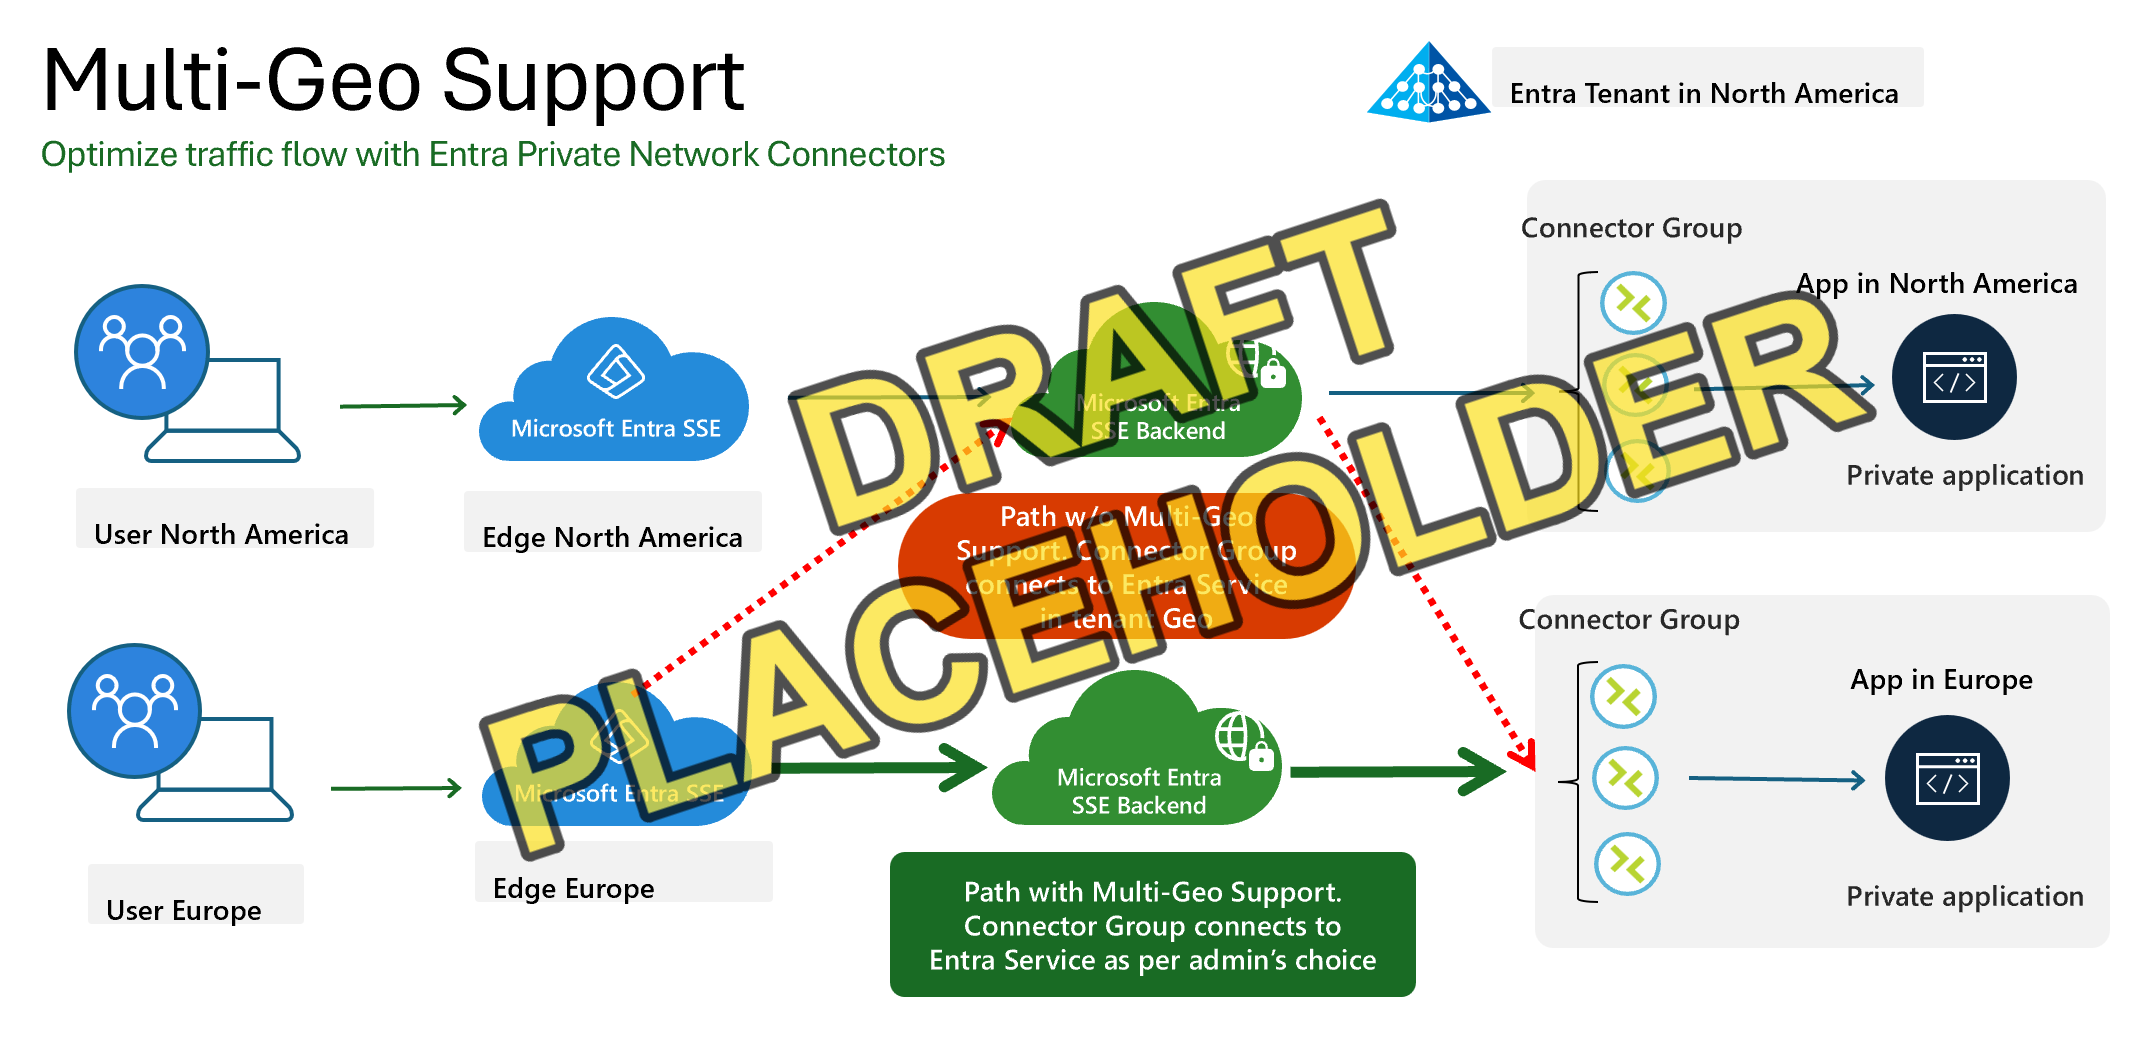 Multi-Geo Support
Optimize traffic flow with Entra Private Network Connectors
Entra Tenant in North America
Connector Group
App in North America
Microsoft Entra SSE
Microsoft Entra
SSE Backend
Private application
User North America
Edge North America
DRAFT
PLACEHOLDER
Path w/o Multi-Geo
Support. Connector Group
connects to Entra Service
in tenant Geo
Connector Group
App in Europe
Microsoft Entra SSE
Microsoft Entra
SSE Backend
Private application
User Europe
Edge Europe
Path with Multi-Geo Support.
Connector Group connects to
Entra Service as per admin’s choice